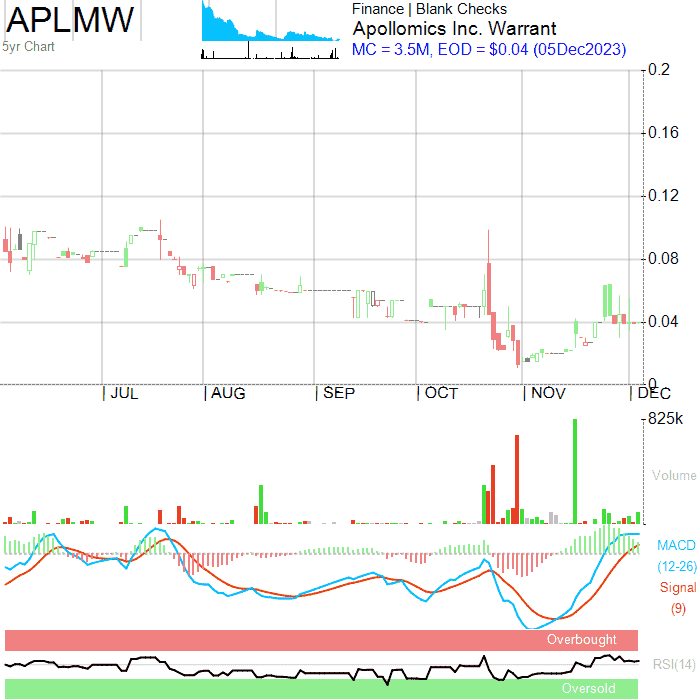 APLMW
5yr Chart
Finance | Blank Checks
Apollomics Inc. Warrant
MC = 3.5M, EOD = $0.04 (05Dec2023)
0.2
0.16
0.12
0.08
0.04
0
| JUL | AUG | SEP | OCT | NOV | DEC
825k
Volume
MACD
(12-26)
Signal
(9)
Overbought
RSI(14)
Oversold